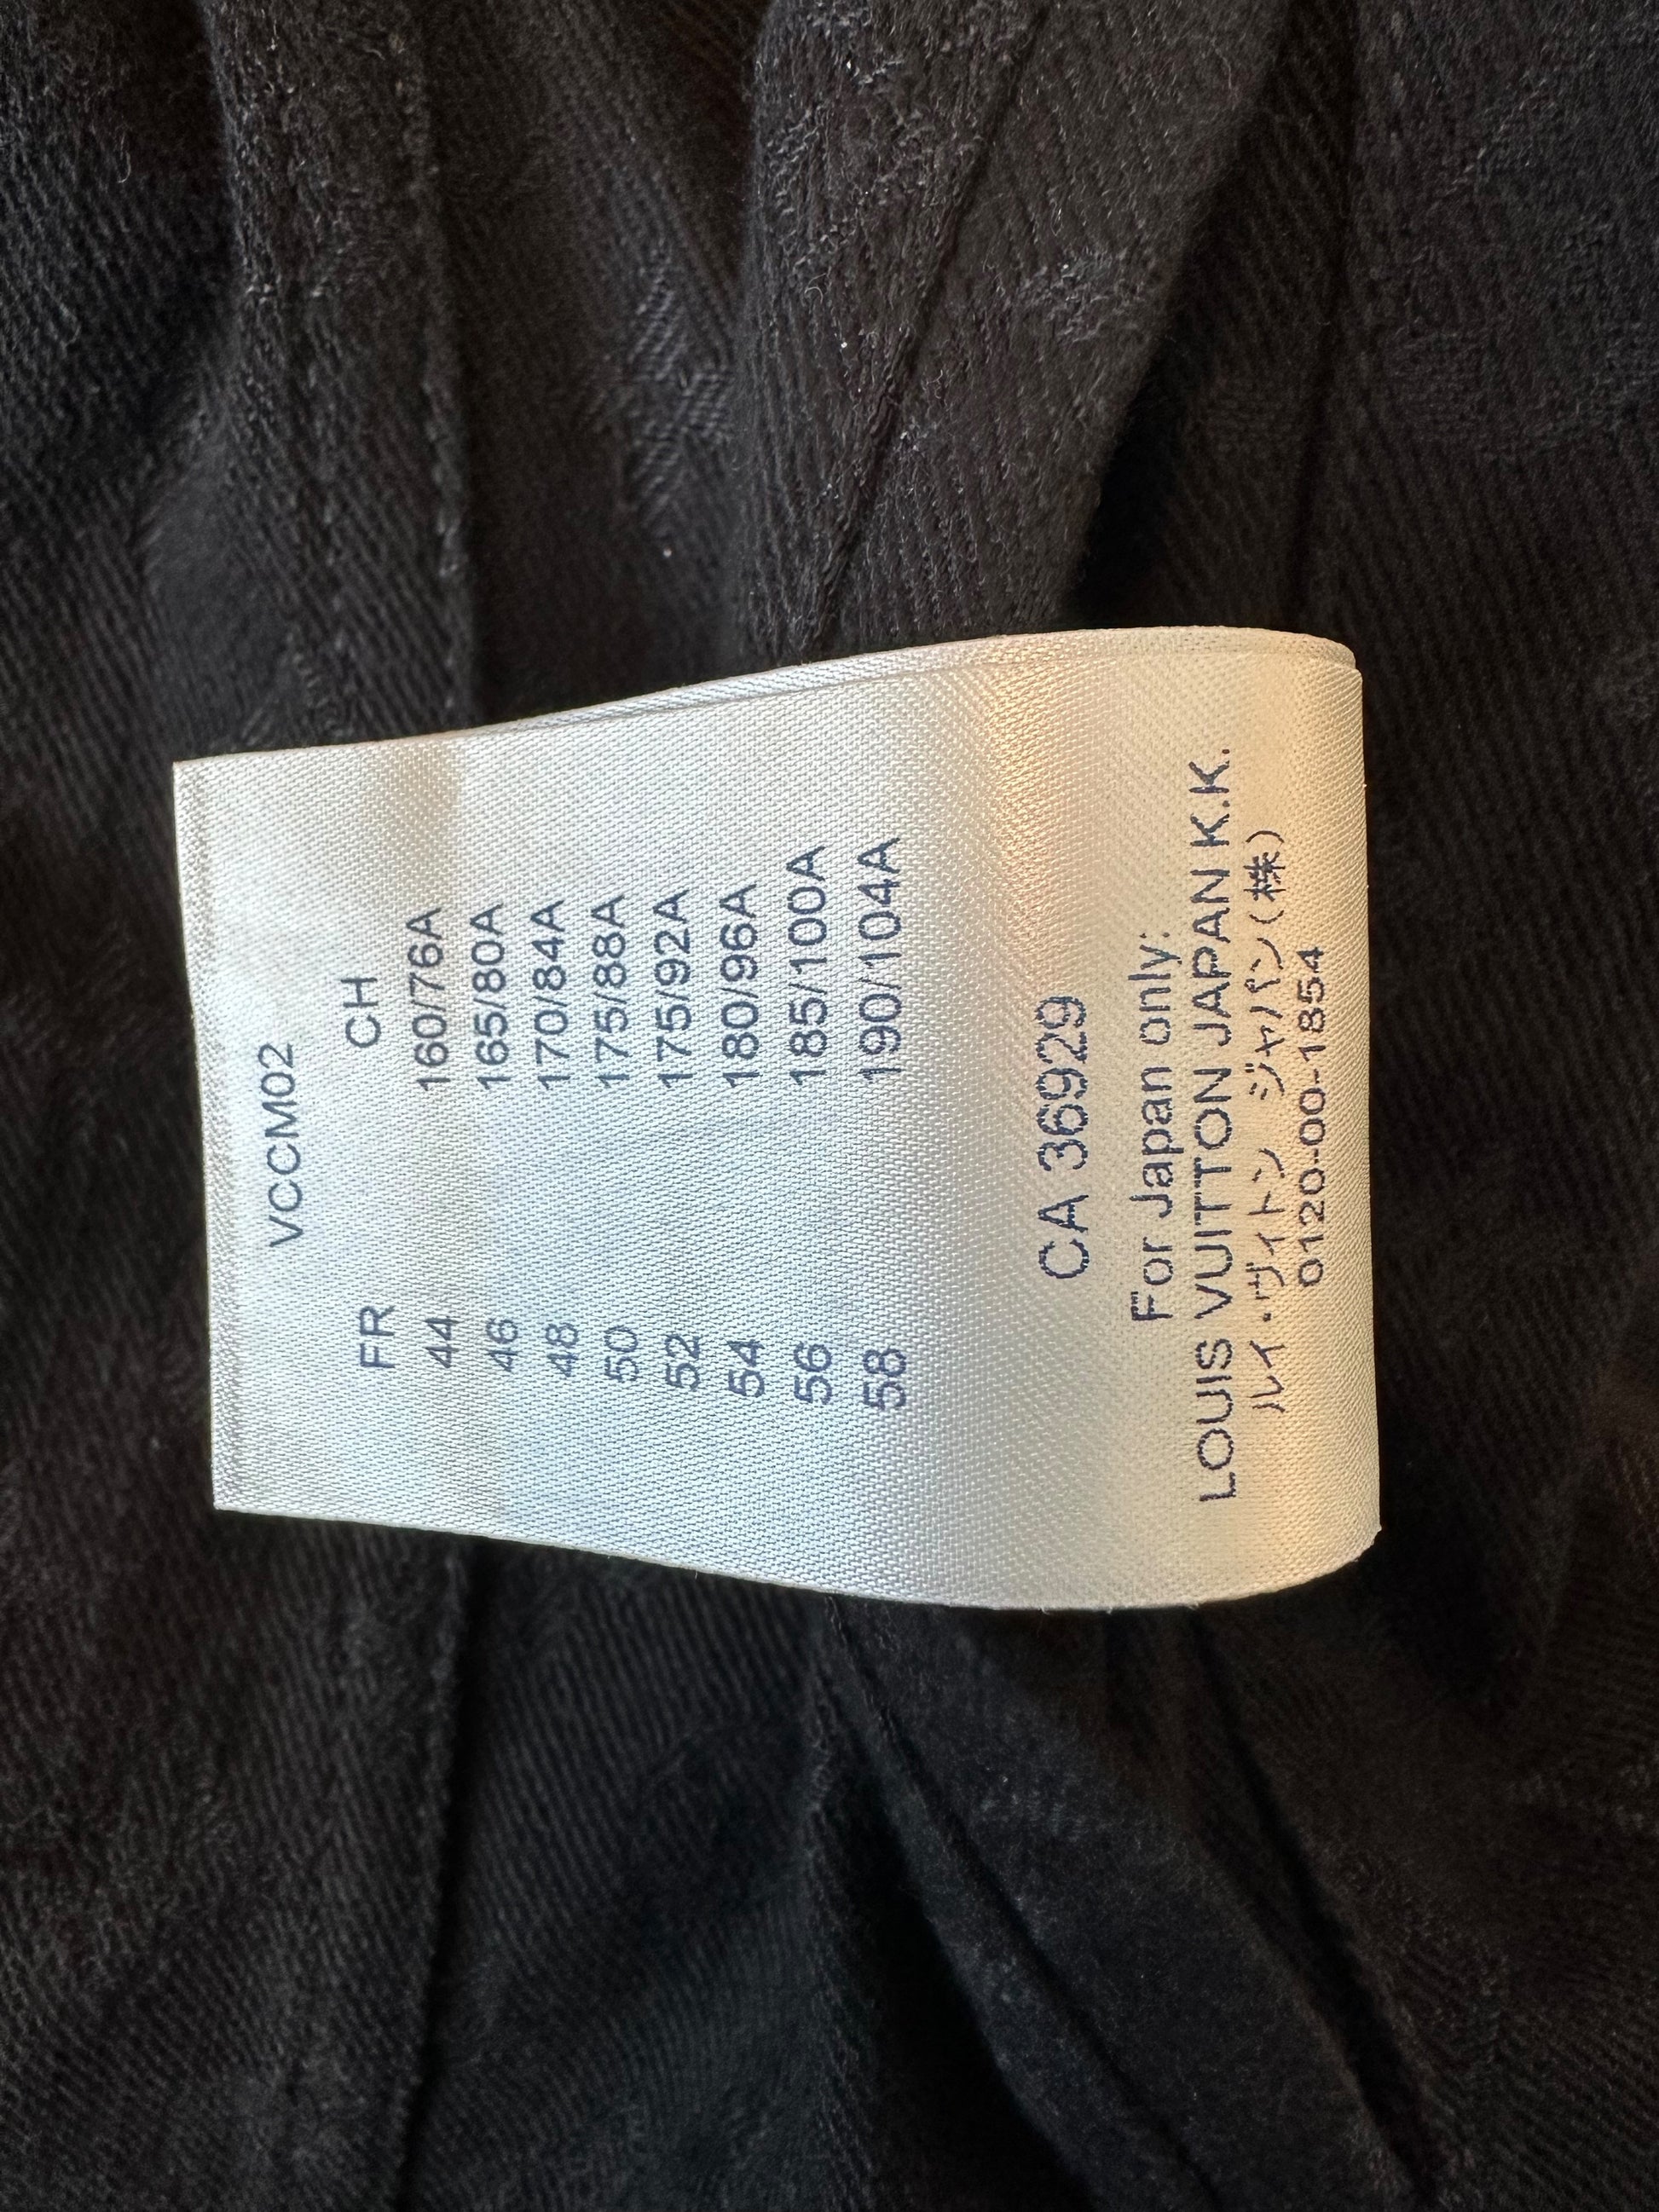 VCCM02
FR CH
44 160/76A
46 165/80A
48 170/84A
50 175/88A
52 175/92A
54 180/96A
56 185/100A
58 190/104A
CA 36929
For Japan only:
LOUIS VUITTON JAPAN K.K.
ルイ・ヴィトン ジャパン(株)
0120-00-1854